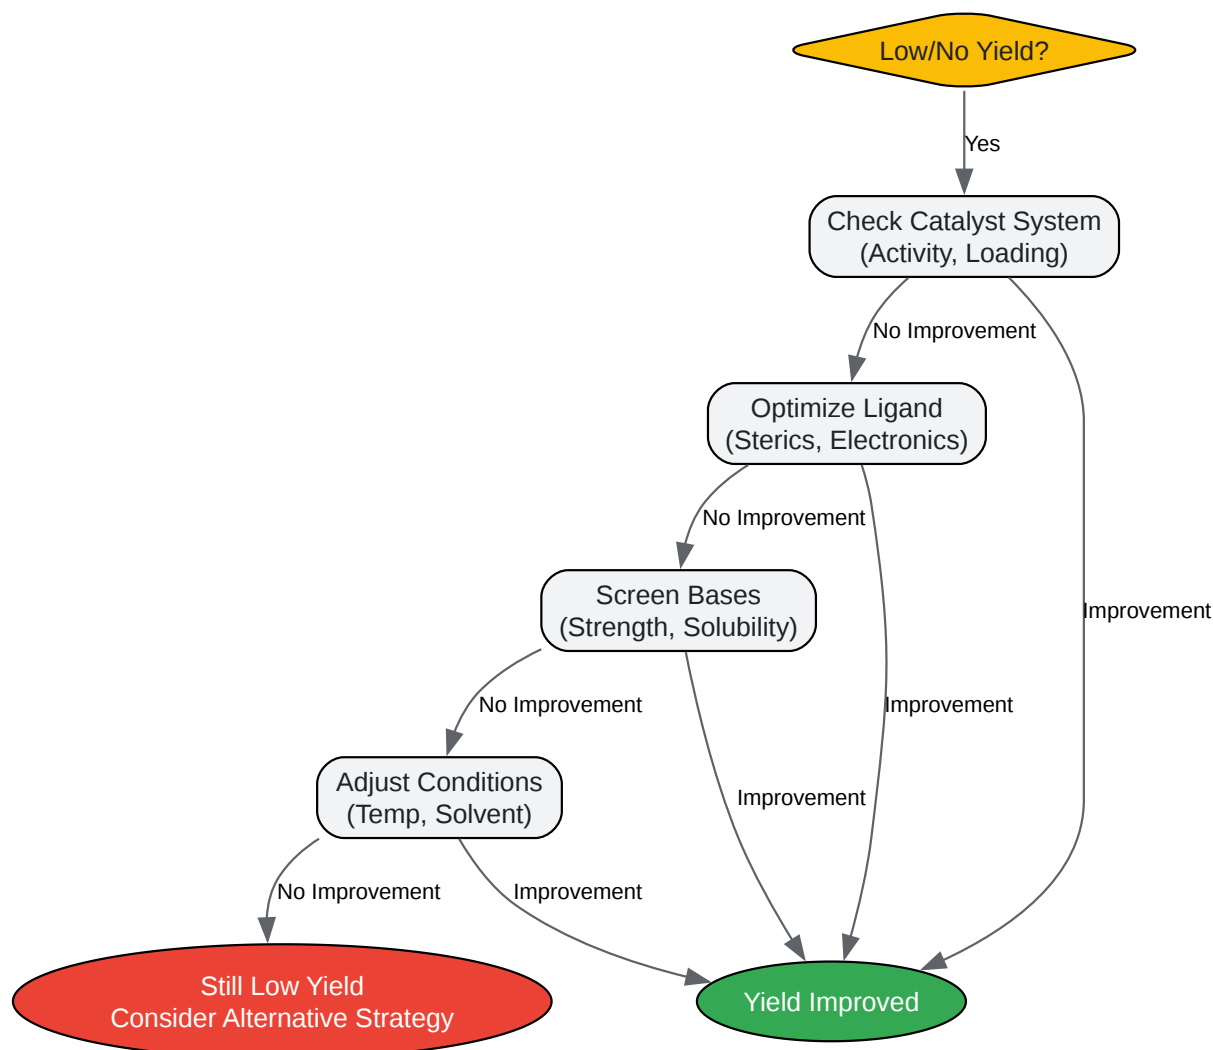 Low/No Yield?
Yes
Check Catalyst System
(Activity, Loading)
No Improvement
Optimize Ligand
(Sterics, Electronics)
No Improvement
Screen Bases
(Strength, Solubility)
Improvement
No Improvement
Improvement
Adjust Conditions
(Temp, Solvent)
Improvement
No Improvement
Improvement
Still Low Yield
Consider Alternative Strategy
Yield Improved